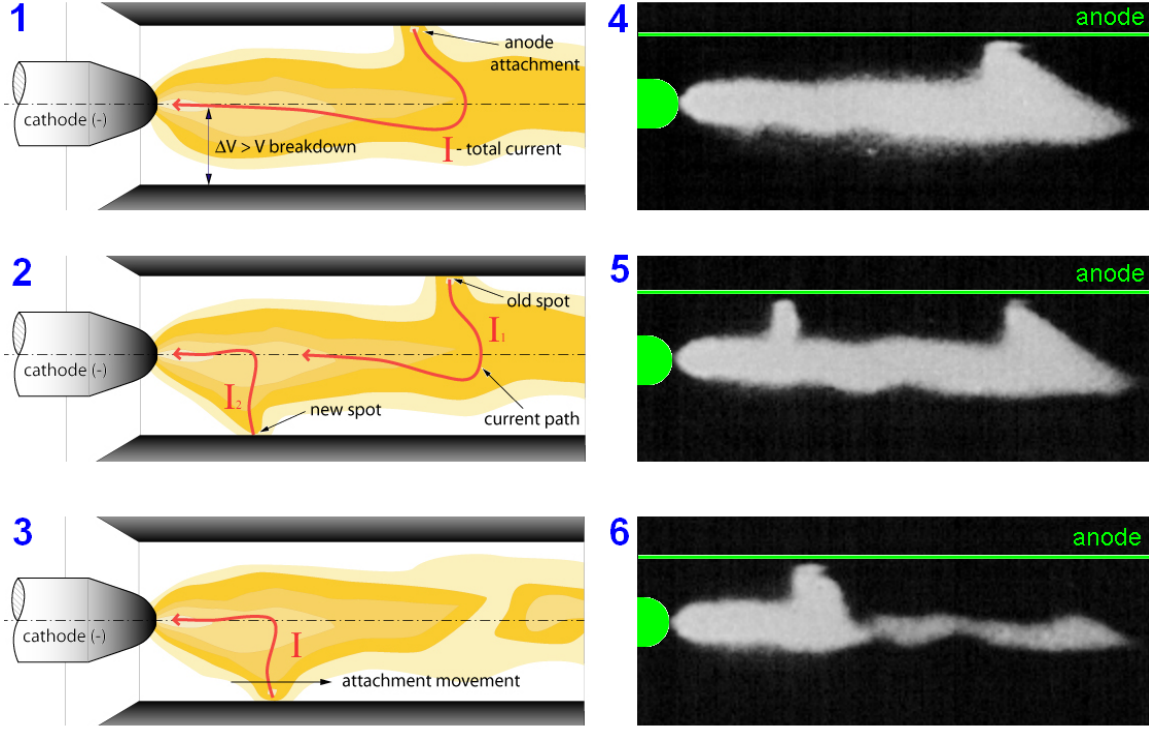 1
anode
attachment
cathode (-)
ΔV > V breakdown
I - total current
4
anode
2
old spot
I₁
cathode (-)
I₂
new spot
current path
5
anode
3
cathode (-)
I
attachment movement
6
anode